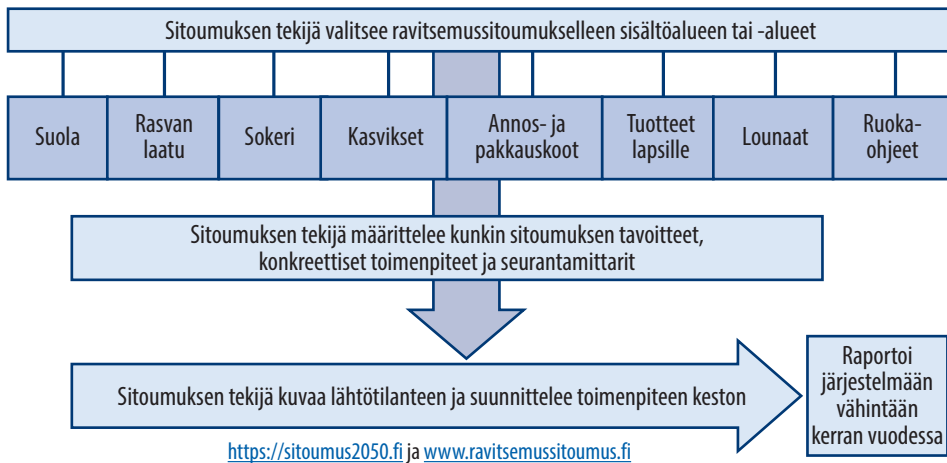 Sitoumuksen tekijä valitsee ravitsemussitoumukselleen sisältöalueen tai -alueet
Suola
Rasvan
laatu
Sokeri
Kasvikset
Annos- ja
pakkauskoot
Tuotteet
lapsille
Lounaat
Ruoka-
ohjeet
Sitoumuksen tekijä määrittelee kunkin sitoumuksen tavoitteet,
konkreettiset toimenpiteet ja seurantamittarit
Sitoumuksen tekijä kuvaa lähtötilanteen ja suunnittelee toimenpiteen keston
Raportoi
järjestelmään
vähintään
kerran vuodessa
https://sitoumus2050.fi ja www.ravitsemussitoumus.fi